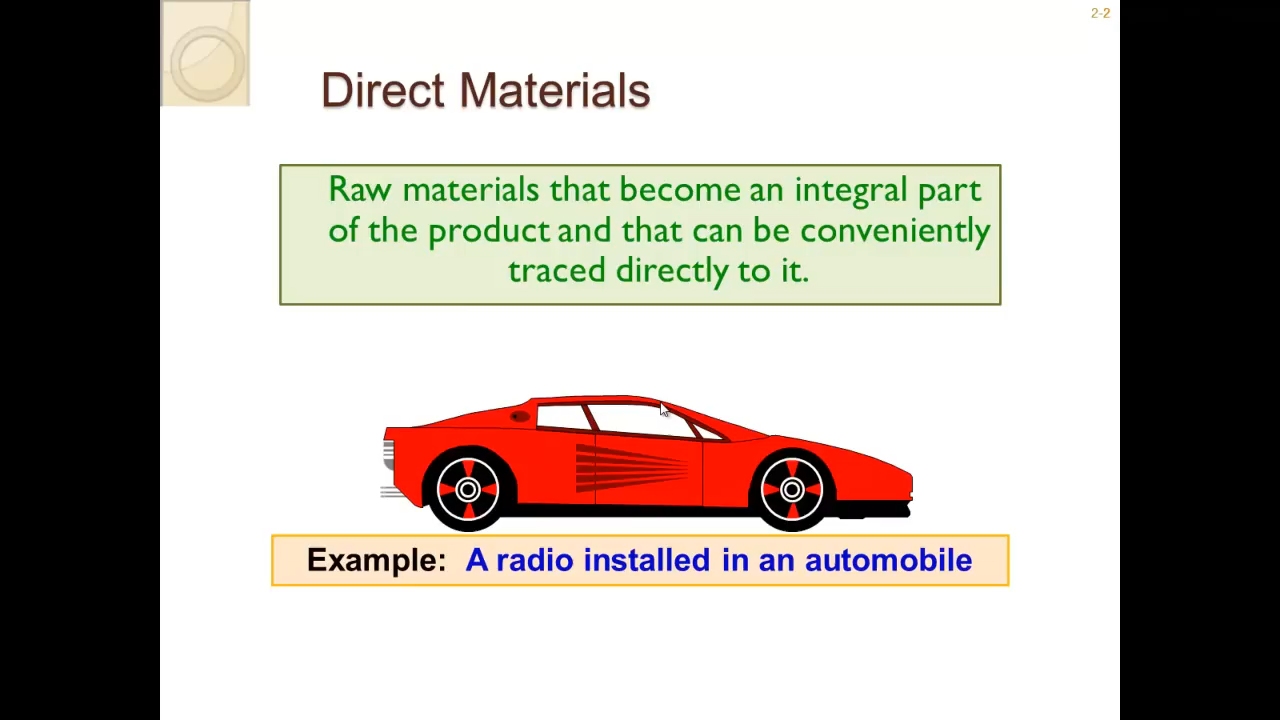 2-2
Direct Materials
Raw materials that become an integral part
of the product and that can be conveniently
traced directly to it.
Example: A radio installed in an automobile